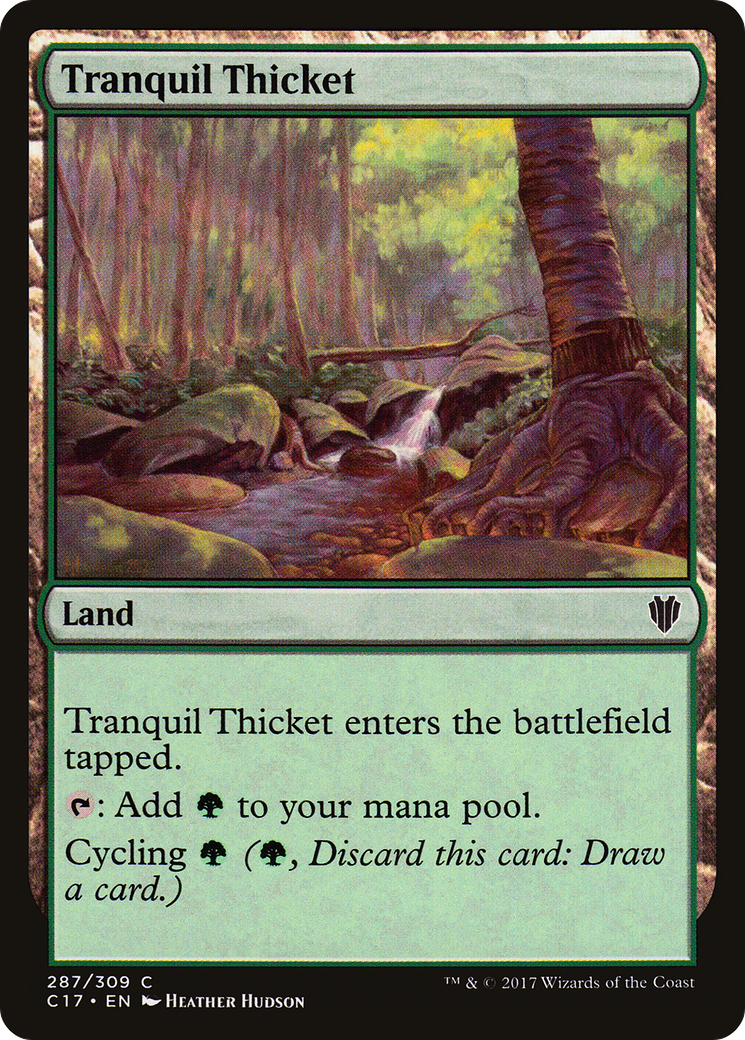 Tranquil Thicket
Land
Tranquil Thicket enters the battlefield
tapped.
: Add to your mana pool.
Cycling ( , Discard this card: Draw
a card.)
287/309 C
™ & © 2017 Wizards of the Coast
C17 • EN Heather Hudson